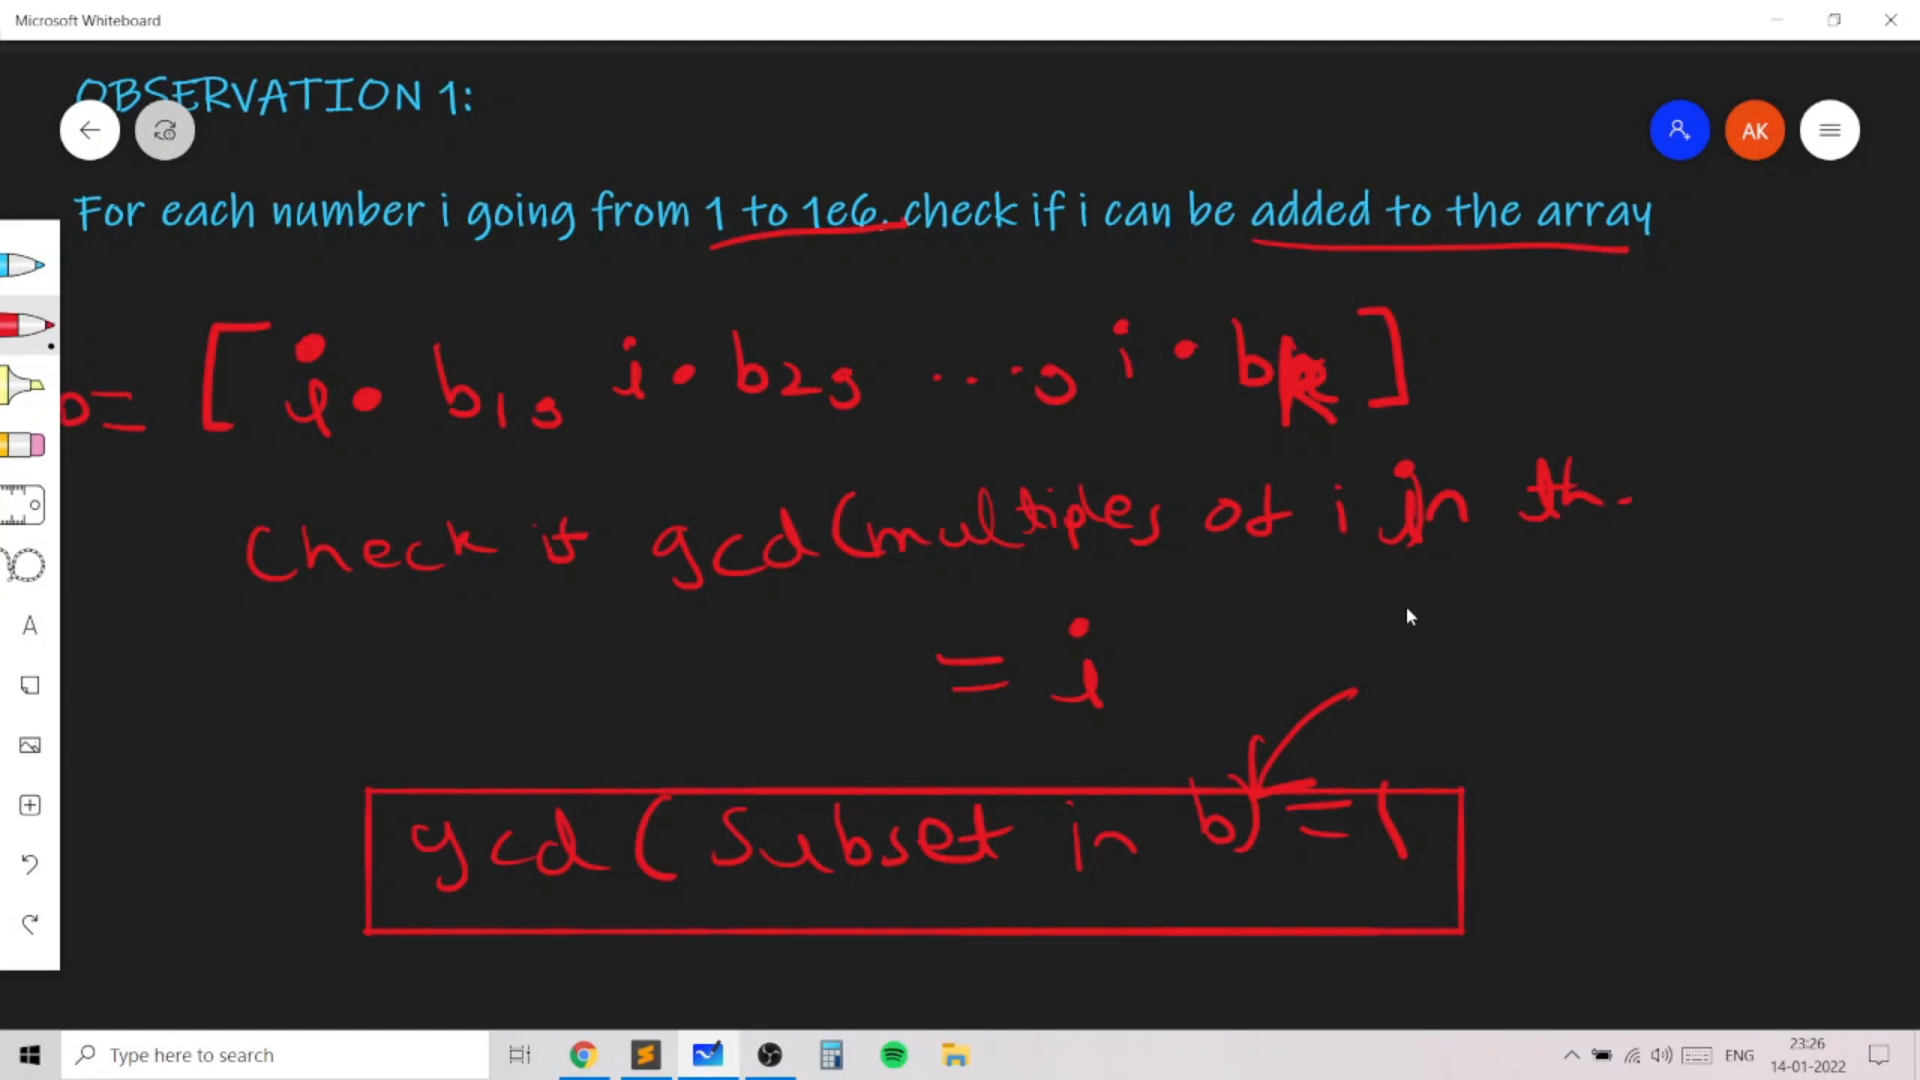 Microsoft Whiteboard
OBSERVATION 1:
AK
For each number i going from 1 to 1e6, check if i can be added to the array
= [ i • b1, i • b2, ..., i • bk ]
Check if gcd(multiples of i in th
= i
gcd (Subset in b) = 1
A
Type here to search
ENG
23:26
14-01-2022